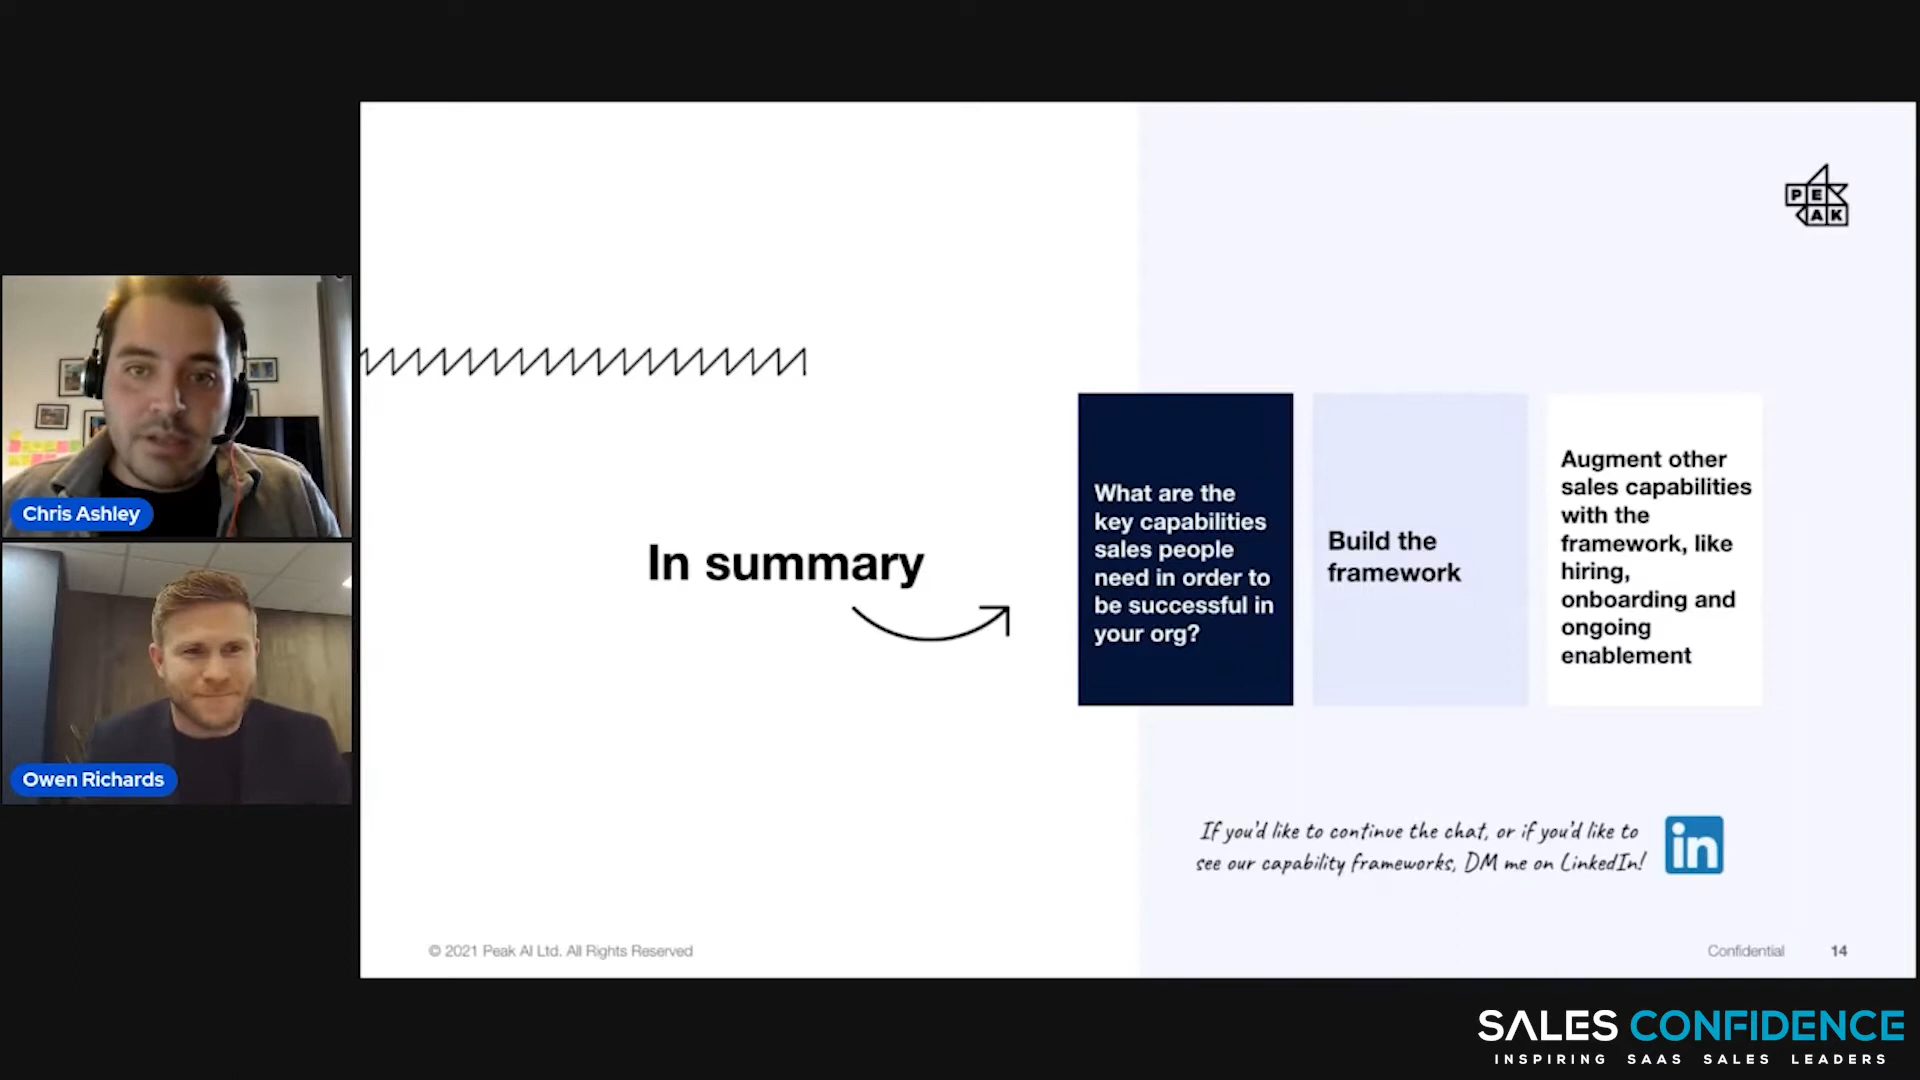 PE
AK
Chris Ashley
Owen Richards
In summary
What are the
key capabilities
sales people
need in order to
be successful in
your org?
Build the
framework
Augment other
sales capabilities
with the
framework, like
hiring,
onboarding and
ongoing
enablement
If you'd like to continue the chat, or if you'd like to
see our capability frameworks, DM me on LinkedIn!
in
© 2021 Peak AI Ltd. All Rights Reserved
Confidential 14
SALES CONFIDENCE
INSPIRING SAAS SALES LEADERS